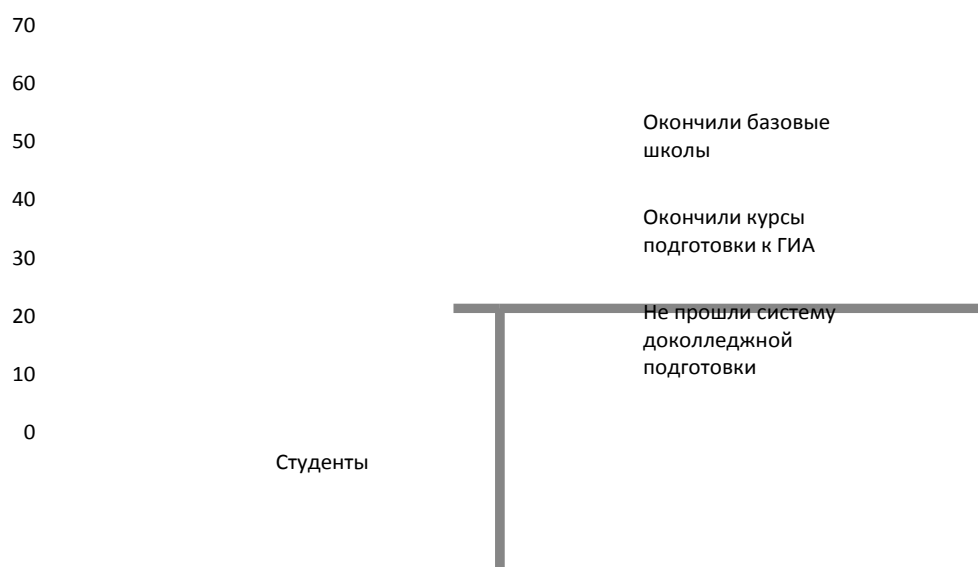 70
60
50
40
30
20
10
0
Студенты
Окончили базовые
школы
Окончили курсы
подготовки к ГИА
Не прошли систему
доколледжной
подготовки